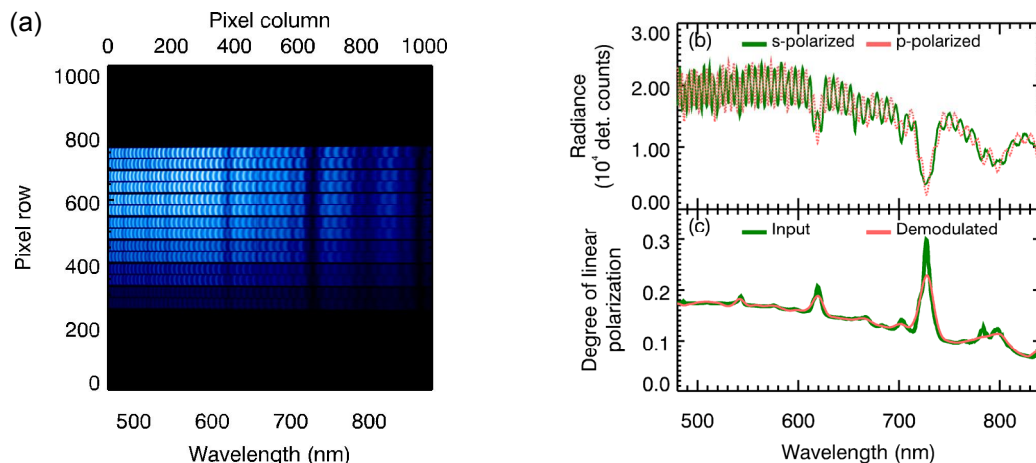 (a)
Pixel column
0 200 400 600 800 1000
1000
800
600
400
200
0
Pixel row
500 600 700 800
Wavelength (nm)
(b)
s-polarized p-polarized
3.00
2.00
1.00
0.00
Radiance
(10⁴ det. counts)
(c)
Input Demodulated
0.3
0.2
0.1
0.0
Degree of linear
polarization
500 600 700 800
Wavelength (nm)